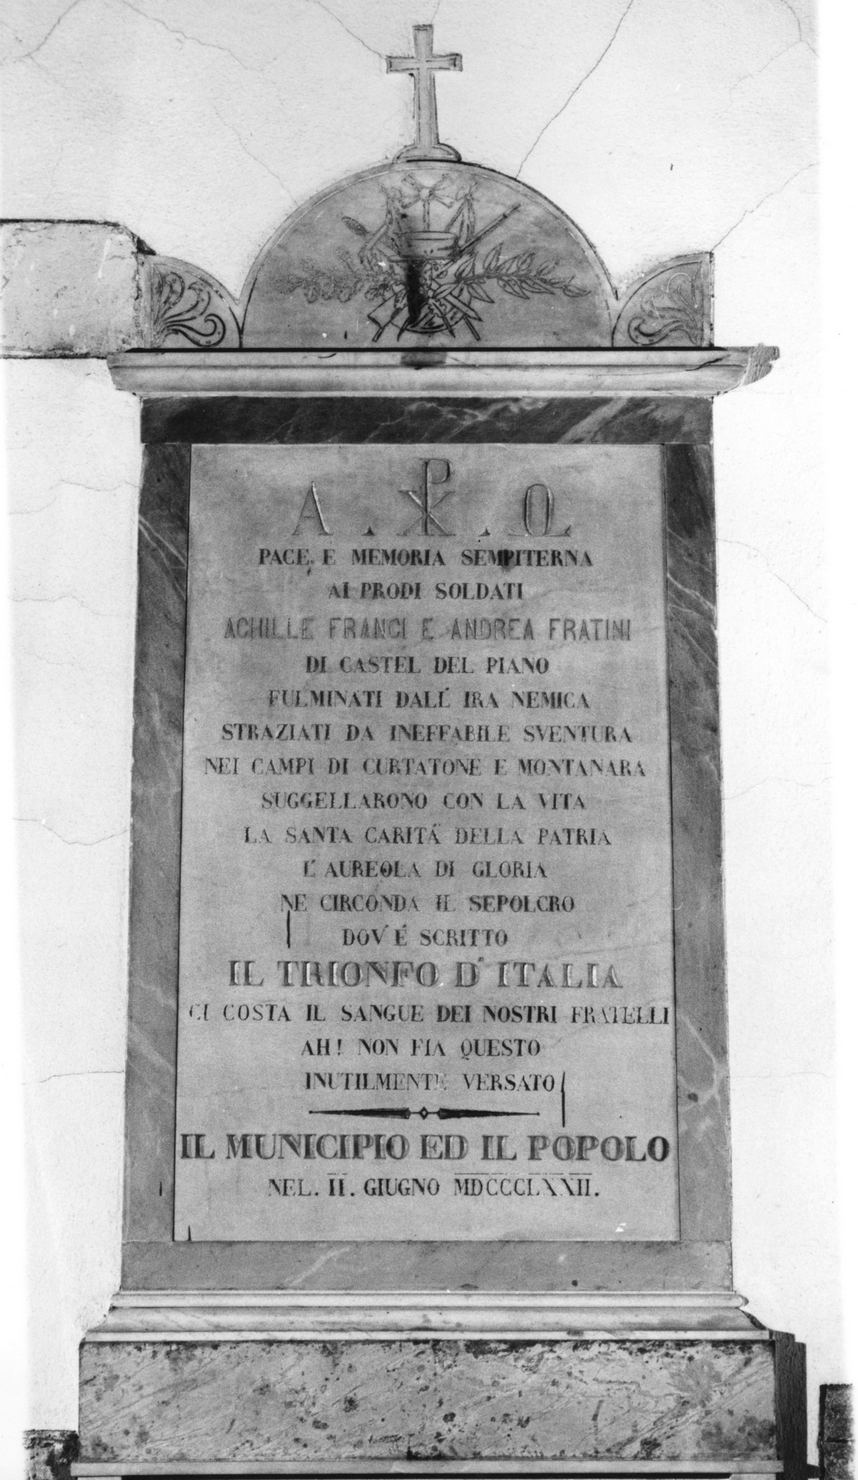 A . ☧ . Ω
PACE. E MEMORIA SEMPITERNA
AI PRODI SOLDATI
ACHILLE FRANCI E ANDREA FRATINI
DI CASTEL DEL PIANO
FULMINATI DALL' IRA NEMICA
STRAZIATI DA INEFFABILE SVENTURA
NEI CAMPI DI CURTATONE E MONTANARA
SUGGELLARONO CON LA VITA
LA SANTA CARITÁ DELLA PATRIA
L' AUREOLA DI GLORIA
NE CIRCONDA IL SEPOLCRO
DOV' É SCRITTO
IL TRIONFO D' ITALIA
CI COSTA IL SANGUE DEI NOSTRI FRATELLI
AH! NON FIA QUESTO
INUTILMENTE VERSATO
IL MUNICIPIO ED IL POPOLO
NEL. II. GIUGNO MDCCCLXXII.